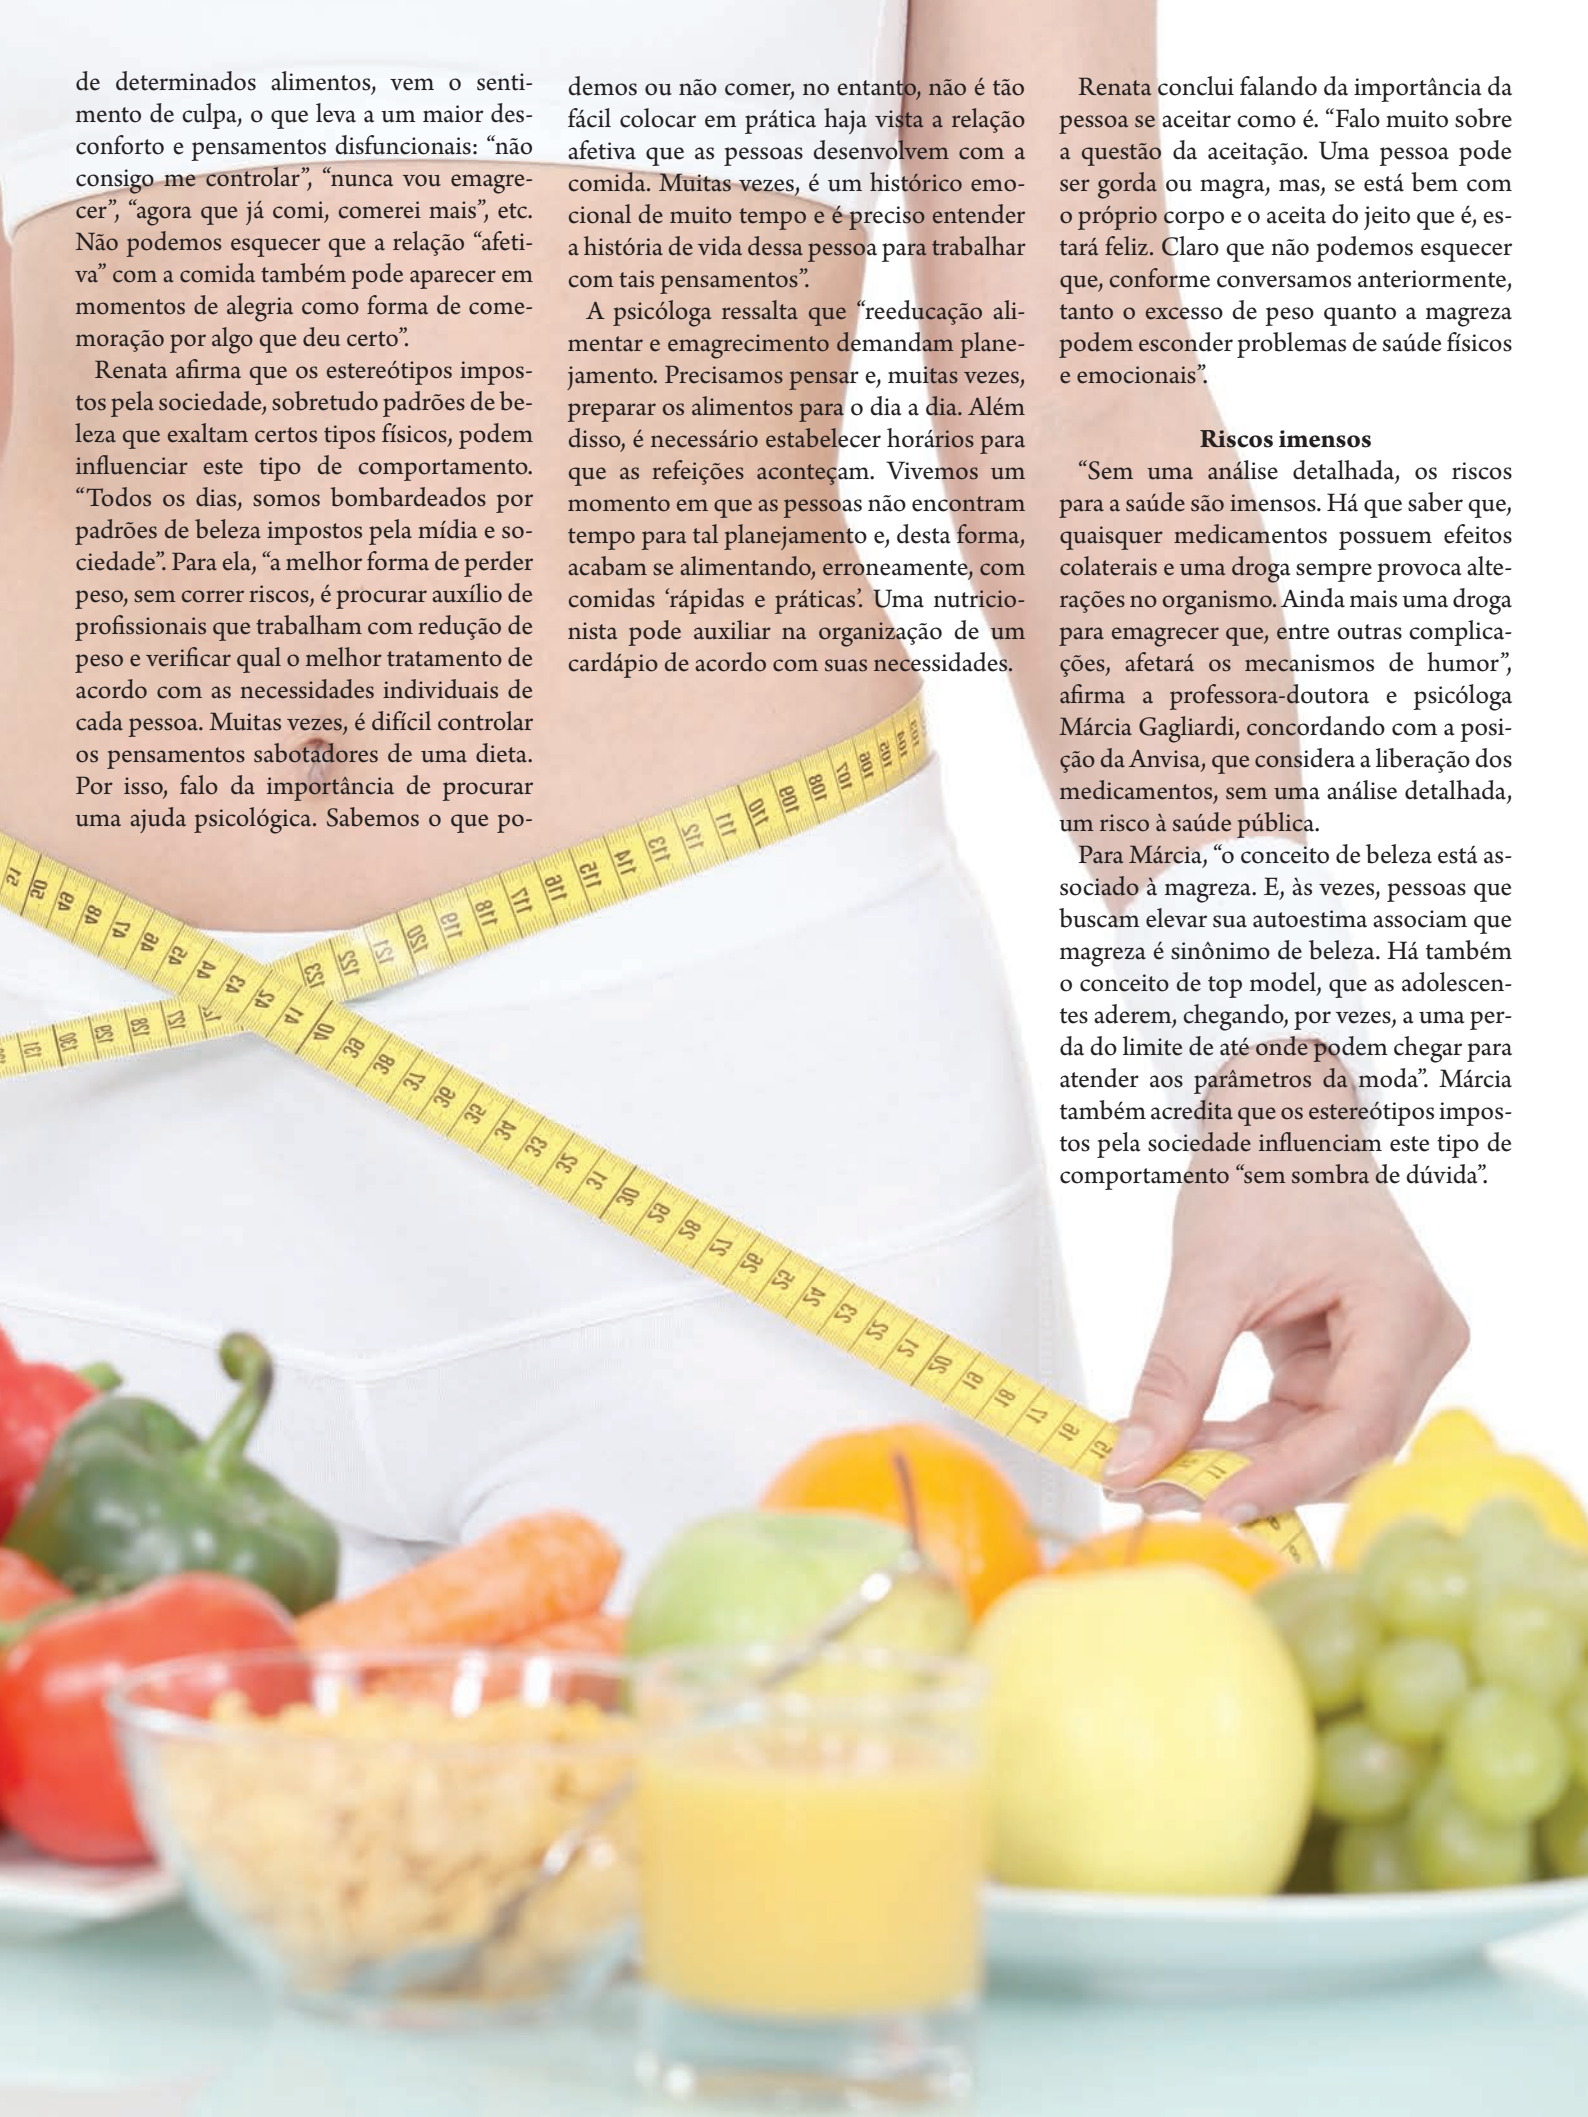 de determinados alimentos, vem o senti-
mento de culpa, o que leva a um maior des-
conforto e pensamentos disfuncionais: “não
consigo me controlar”, “nunca vou emagre-
cer”, “agora que já comi, comerei mais”, etc.
Não podemos esquecer que a relação “afeti-
va” com a comida também pode aparecer em
momentos de alegria como forma de come-
moração por algo que deu certo”.
Renata afirma que os estereótipos impos-
tos pela sociedade, sobretudo padrões de be-
leza que exaltam certos tipos físicos, podem
influenciar este tipo de comportamento.
“Todos os dias, somos bombardeados por
padrões de beleza impostos pela mídia e so-
ciedade”. Para ela, “a melhor forma de perder
peso, sem correr riscos, é procurar auxílio de
profissionais que trabalham com redução de
peso e verificar qual o melhor tratamento de
acordo com as necessidades individuais de
cada pessoa. Muitas vezes, é difícil controlar
os pensamentos sabotadores de uma dieta.
Por isso, falo da importância de procurar
uma ajuda psicológica. Sabemos o que po-
demos ou não comer, no entanto, não é tão
fácil colocar em prática haja vista a relação
afetiva que as pessoas desenvolvem com a
comida. Muitas vezes, é um histórico emo-
cional de muito tempo e é preciso entender
a história de vida dessa pessoa para trabalhar
com tais pensamentos”.
A psicóloga ressalta que “reeducação ali-
mentar e emagrecimento demandam plane-
jamento. Precisamos pensar e, muitas vezes,
preparar os alimentos para o dia a dia. Além
disso, é necessário estabelecer horários para
que as refeições aconteçam. Vivemos um
momento em que as pessoas não encontram
tempo para tal planejamento e, desta forma,
acabam se alimentando, erroneamente, com
comidas ‘rápidas e práticas’. Uma nutricio-
nista pode auxiliar na organização de um
cardápio de acordo com suas necessidades.
Renata conclui falando da importância da
pessoa se aceitar como é. “Falo muito sobre
a questão da aceitação. Uma pessoa pode
ser gorda ou magra, mas, se está bem com
o próprio corpo e o aceita do jeito que é, es-
tará feliz. Claro que não podemos esquecer
que, conforme conversamos anteriormente,
tanto o excesso de peso quanto a magreza
podem esconder problemas de saúde físicos
e emocionais”.
Riscos imensos
“Sem uma análise detalhada, os riscos
para a saúde são imensos. Há que saber que,
quaisquer medicamentos possuem efeitos
colaterais e uma droga sempre provoca alte-
rações no organismo. Ainda mais uma droga
para emagrecer que, entre outras complica-
ções, afetará os mecanismos de humor”,
afirma a professora-doutora e psicóloga
Márcia Gagliardi, concordando com a posi-
ção da Anvisa, que considera a liberação dos
medicamentos, sem uma análise detalhada,
um risco à saúde pública.
Para Márcia, “o conceito de beleza está as-
sociado à magreza. E, às vezes, pessoas que
buscam elevar sua autoestima associam que
magreza é sinônimo de beleza. Há também
o conceito de top model, que as adolescen-
tes aderem, chegando, por vezes, a uma per-
da do limite de até onde podem chegar para
atender aos parâmetros da moda”. Márcia
também acredita que os estereótipos impos-
tos pela sociedade influenciam este tipo de
comportamento “sem sombra de dúvida”.